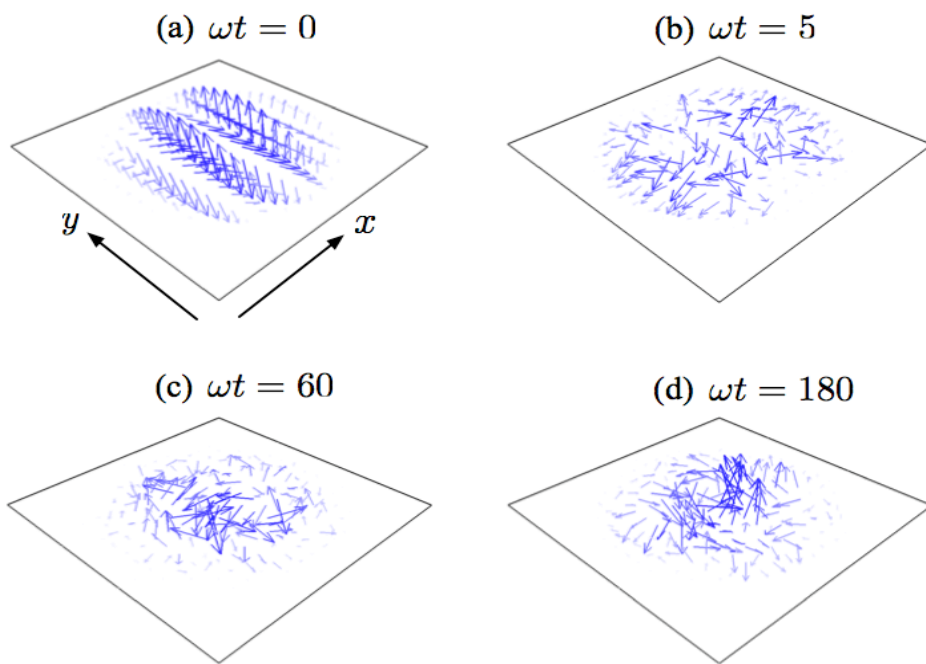 (a) ωt = 0
(b) ωt = 5
y
x
(c) ωt = 60
(d) ωt = 180